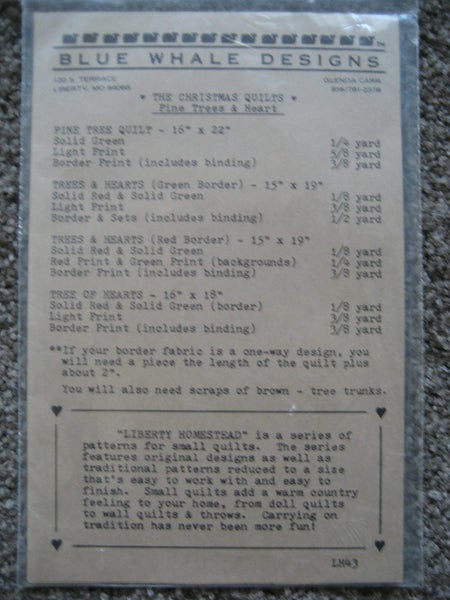 BLUE WHALE DESIGNS ™
120 S. TERRACE GLENDA CARR
LIBERTY, MO 64068 816/781-2378
♥ THE CHRISTMAS QUILTS ♥
Pine Trees & Heart
PINE TREE QUILT - 16" x 22"
Solid Green 1/4 yard
Light Print 5/8 yard
Border Print (includes binding) 3/8 yard
TREES & HEARTS (Green Border) - 15" x 19"
Solid Red & Solid Green 1/8 yard
Light Print 3/8 yard
Border & Sets (includes binding) 1/2 yard
TREES & HEARTS (Red Border) - 15" x 19"
Solid Red & Solid Green 1/8 yard
Red Print & Green Print (backgrounds) 1/4 yard
Border Print (includes binding) 3/8 yard
TREE OF HEARTS - 16" x 18"
Solid Red & Solid Green (border) 1/8 yard
Light Print 3/8 yard
Border Print (includes binding) 3/8 yard
**If your border fabric is a one-way design, you
will need a piece the length of the quilt plus
about 2".
You will also need scraps of brown - tree trunks.
"LIBERTY HOMESTEAD" is a series of
patterns for small quilts. The series
features original designs as well as
traditional patterns reduced to a size
that's easy to work with and easy to
finish. Small quilts add a warm country
feeling to your home, from doll quilts
to wall quilts & throws. Carrying on
tradition has never been more fun!
LH43